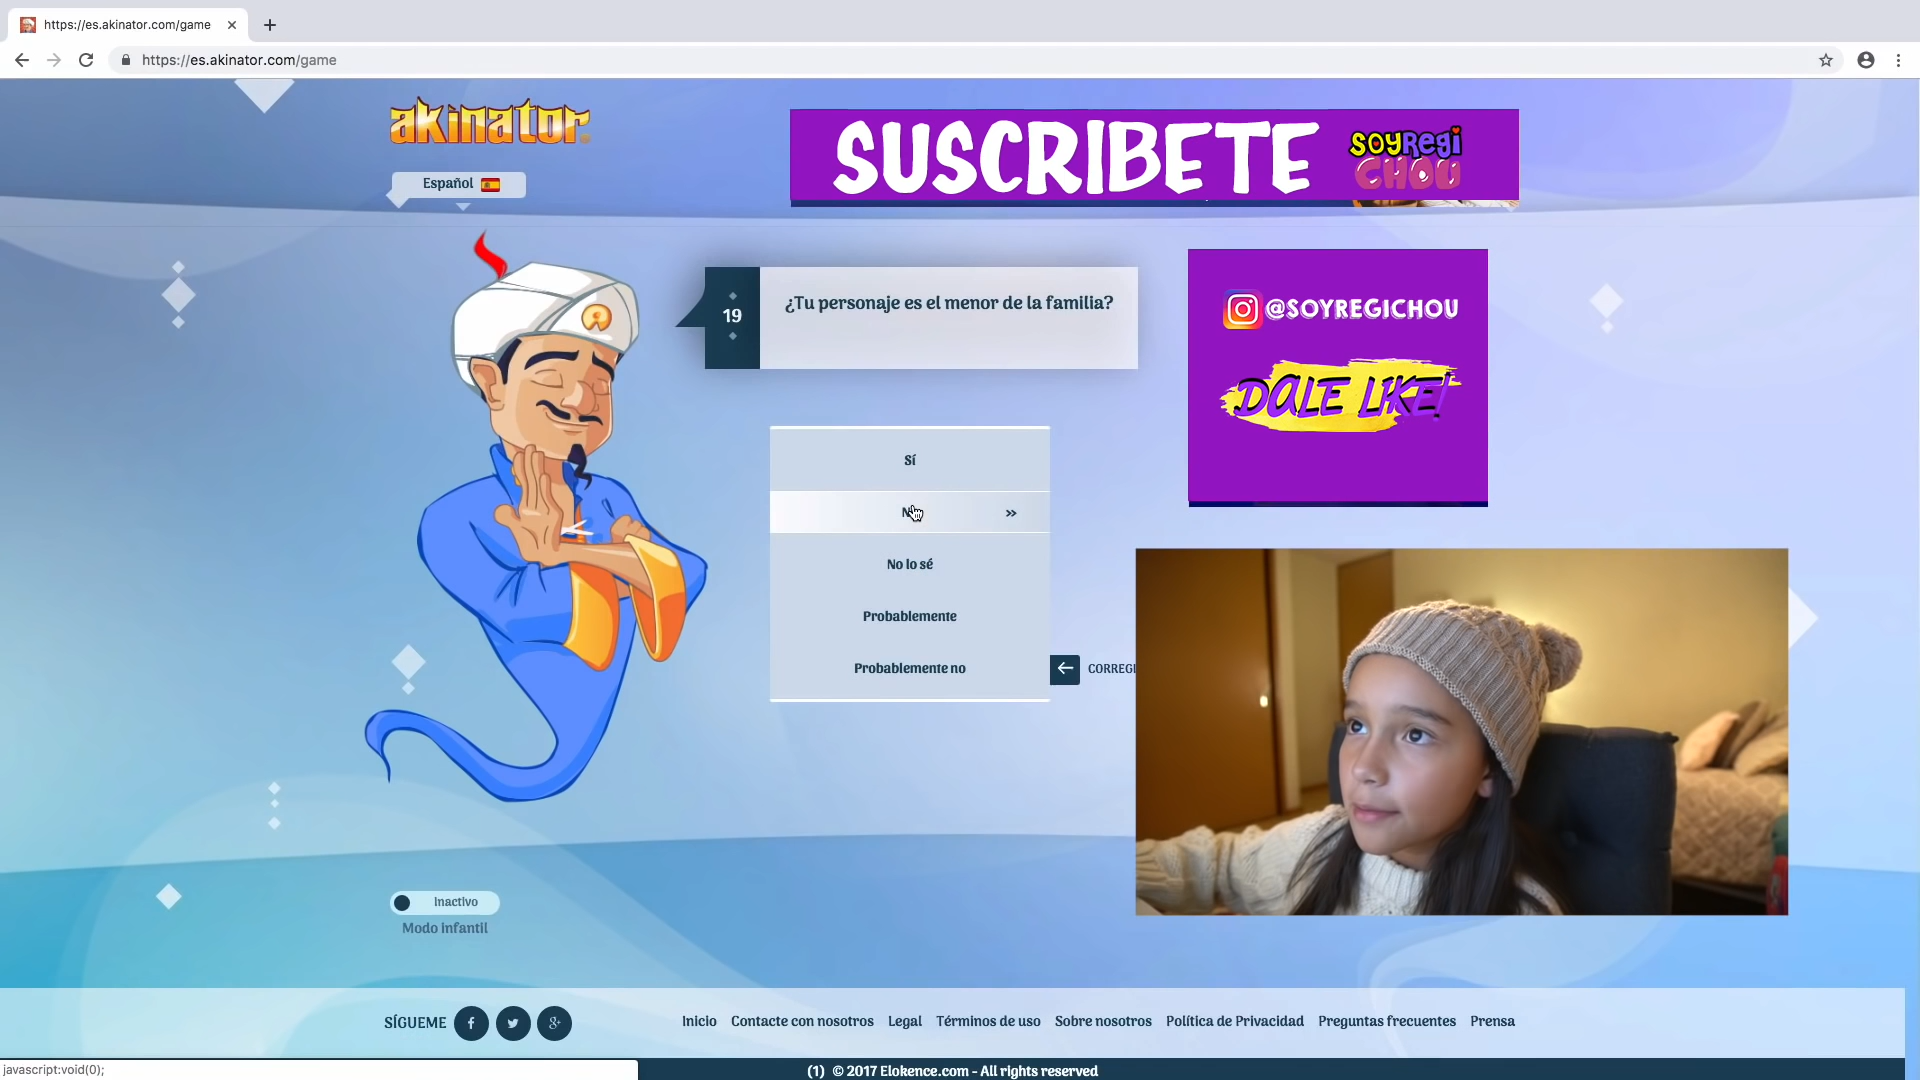 https://es.akinator.com/game
https://es.akinator.com/game
akinator
Español
SUSCRIBETE
SOYRegi
CHOU
19
¿Tu personaje es el menor de la familia?
@SOYREGICHOU
DALE LIKE!
Sí
No lo sé
Probablemente
Probablemente no
Inactivo
Modo infantil
SÍGUEME
Inicio
Contacte con nosotros
Legal
Términos de uso
Sobre nosotros
Política de Privacidad
Preguntas frecuentes
Prensa
javascript:void(0);
(1) © 2017 Elokence.com - All rights reserved